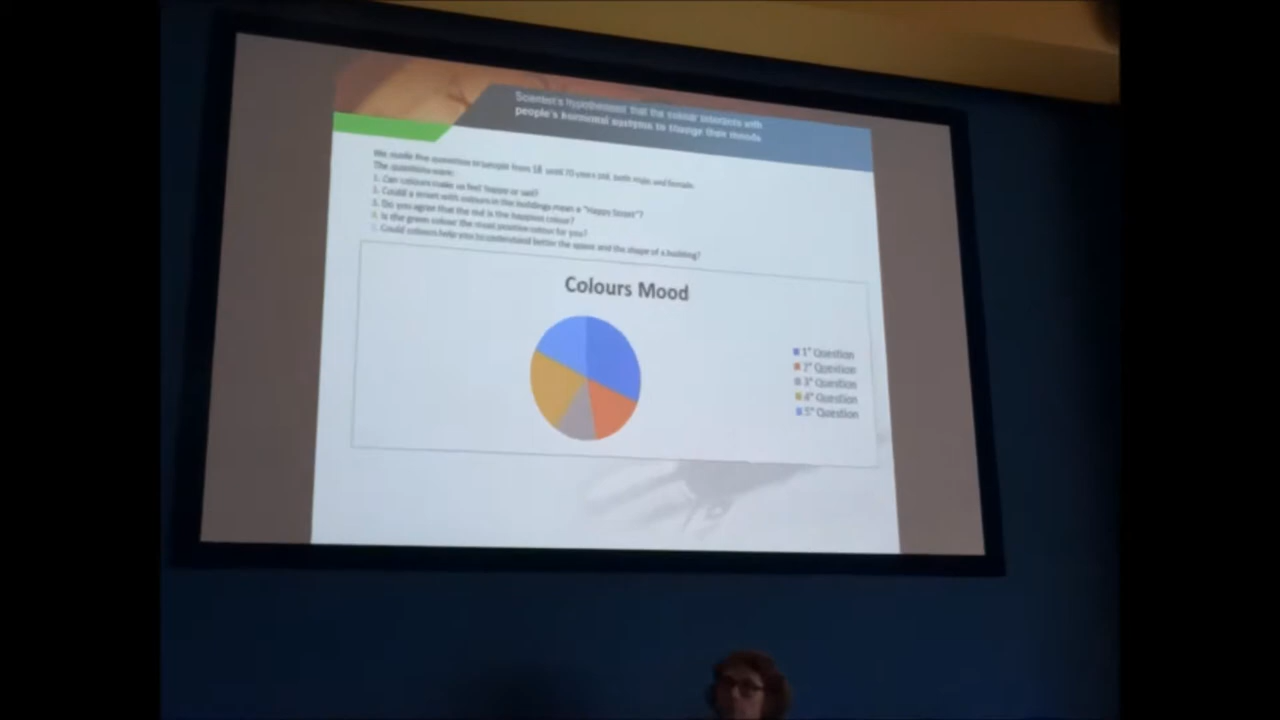 Scientist's hypothesized that the colour interacts with
people's hormonal systems to change their moods
We made five question to people from 18 until 70 years old, both male and female.
The questions were:
1. Can colours make us feel happy or sad?
2. Could a street with colours in the buildings mean a "Happy Street"?
3. Do you agree that the red is the happiest colour?
4. Is the green colour the most positive colour for you?
5. Could colours help you to understand better the space and the shape of a building?
Colours Mood
1° Question
2° Question
3° Question
4° Question
5° Question